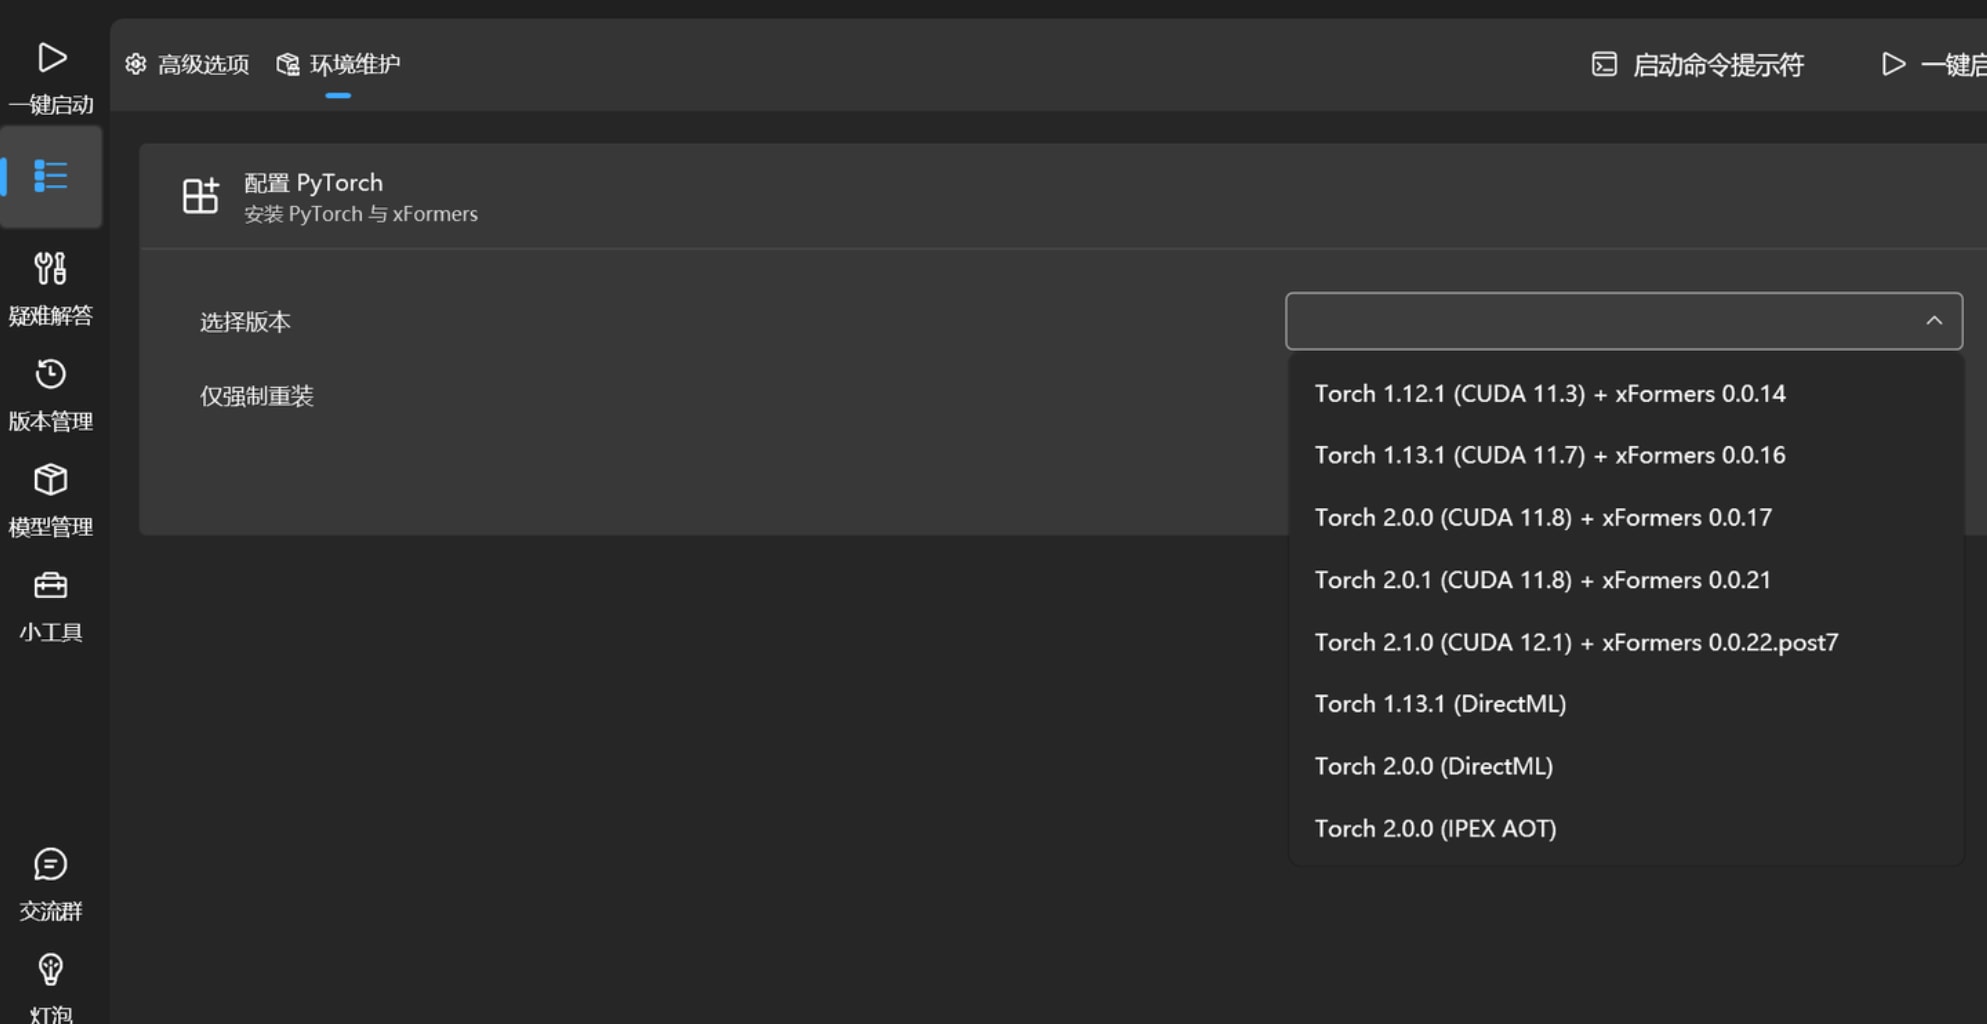 一键启动
疑难解答
版本管理
模型管理
小工具
交流群
灯泡
高级选项
环境维护
启动命令提示符
一键启
配置 PyTorch
安装 PyTorch 与 xFormers
选择版本
仅强制重装
Torch 1.12.1 (CUDA 11.3) + xFormers 0.0.14
Torch 1.13.1 (CUDA 11.7) + xFormers 0.0.16
Torch 2.0.0 (CUDA 11.8) + xFormers 0.0.17
Torch 2.0.1 (CUDA 11.8) + xFormers 0.0.21
Torch 2.1.0 (CUDA 12.1) + xFormers 0.0.22.post7
Torch 1.13.1 (DirectML)
Torch 2.0.0 (DirectML)
Torch 2.0.0 (IPEX AOT)